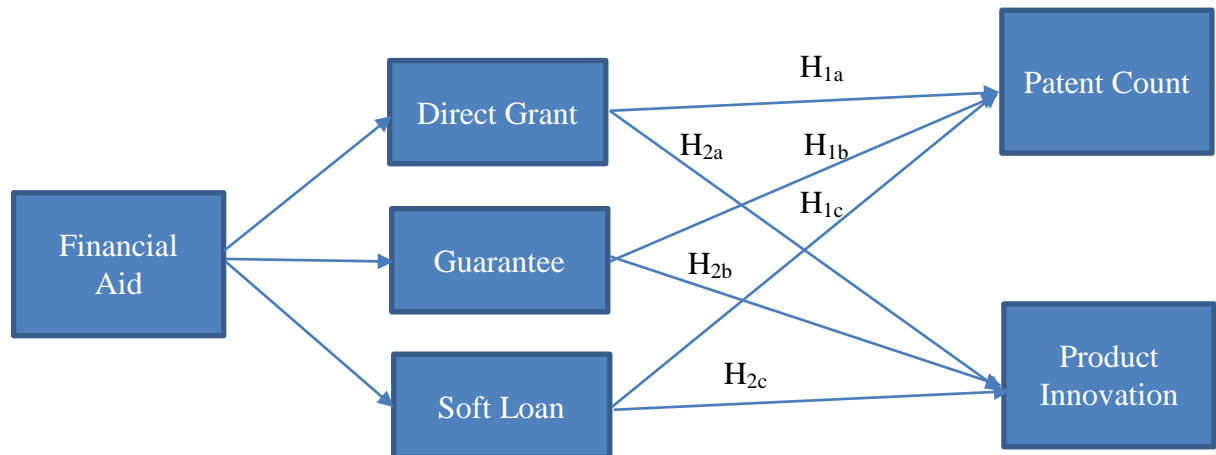 Financial
Aid
Direct Grant
Guarantee
Soft Loan
H1a
H2a
H1b
H1c
H2b
H2c
Patent Count
Product
Innovation